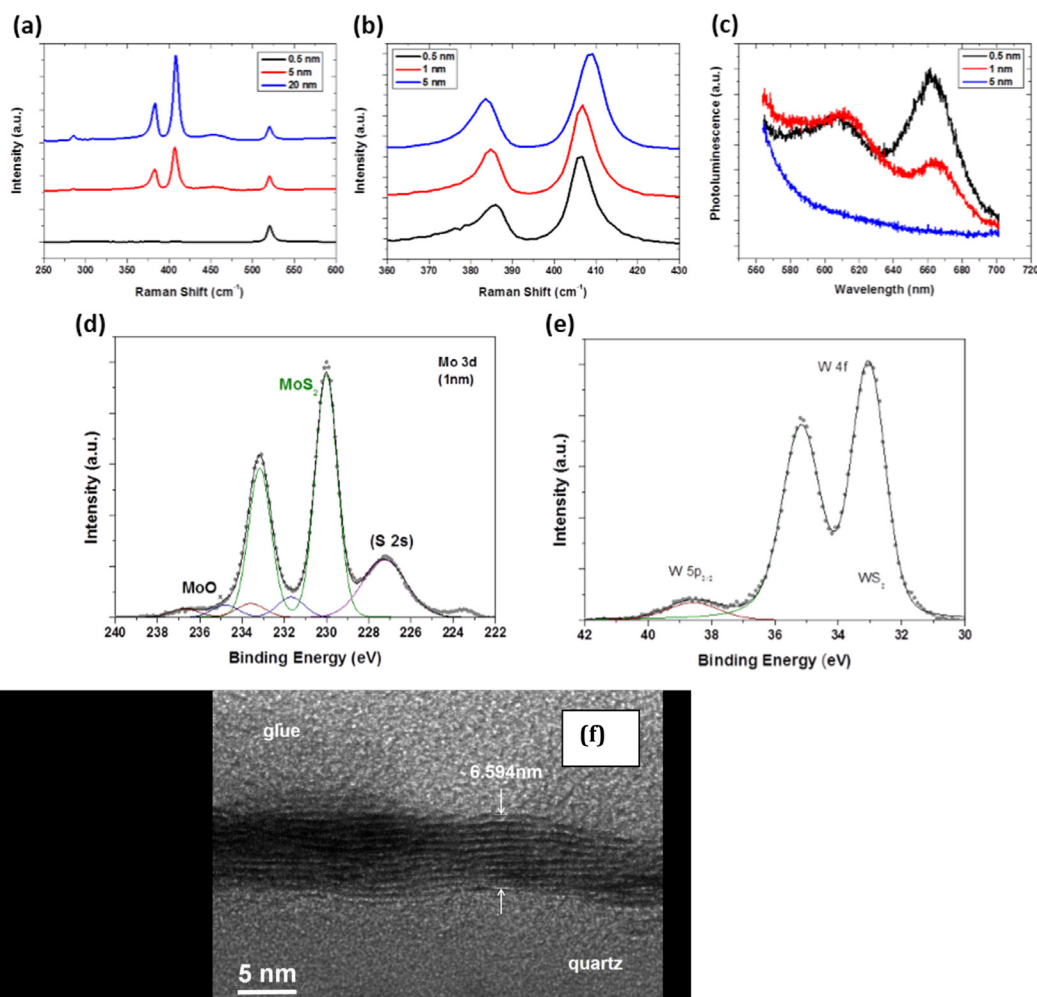 (a)
0.5 nm
5 nm
20 nm
Intensity (a.u.)
250 300 350 400 450 500 550 600
Raman Shift (cm⁻¹)
(b)
0.5 nm
1 nm
5 nm
Intensity (a.u.)
360 370 380 390 400 410 420 430
Raman Shift (cm⁻¹)
(c)
0.5 nm
1 nm
5 nm
Photoluminescence (a.u.)
560 580 600 620 640 660 680 700 720
Wavelength (nm)
(d)
Mo 3d
(1nm)
MoS₂
(S 2s)
MoOₓ
Intensity (a.u.)
240 238 236 234 232 230 228 226 224 222
Binding Energy (eV)
(e)
W 4f
W 5p₃/₂
WS₂
Intensity (a.u.)
42 40 38 36 34 32 30
Binding Energy (eV)
glue
(f)
6.594nm
5 nm
quartz